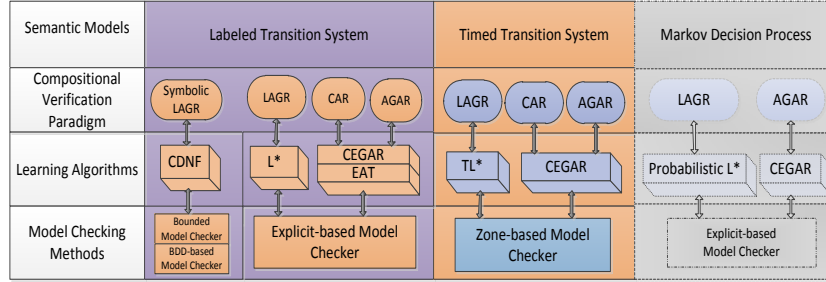 Semantic Models
Labeled Transition System
Timed Transition System
Markov Decision Process
Compositional
Verification
Paradigm
Symbolic
LAGR
LAGR
CAR
AGAR
LAGR
CAR
AGAR
LAGR
AGAR
Learning Algorithms
CDNF
L*
CEGAR
EAT
TL*
CEGAR
Probabilistic L*
CEGAR
Model Checking
Methods
Bounded
Model Checker
BDD-based
Model Checker
Explicit-based Model
Checker
Zone-based Model
Checker
Explicit-based
Model Checker